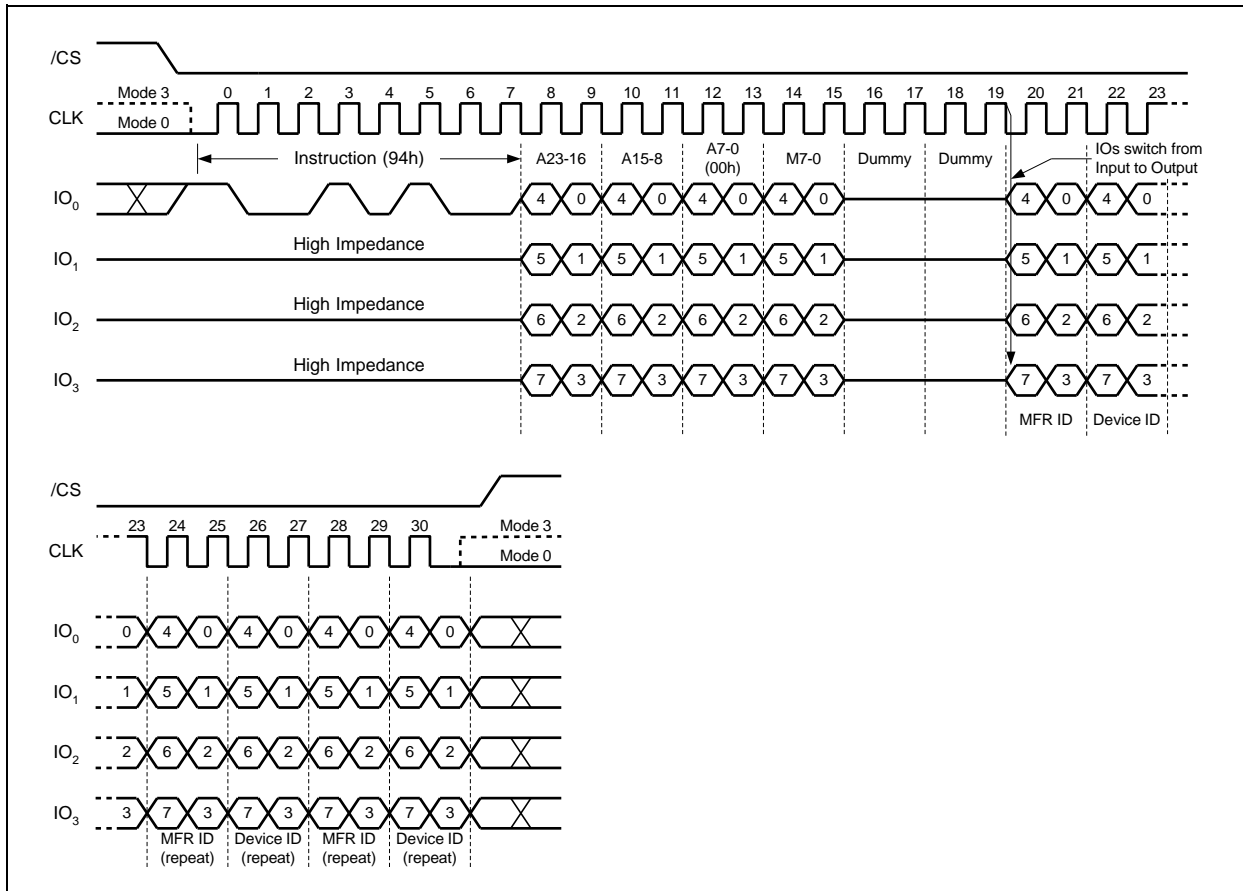 /CS
Mode 3 0 1 2 3 4 5 6 7 8 9 10 11 12 13 14 15 16 17 18 19 20 21 22 23
CLK
Mode 0
Instruction (94h) A23-16 A15-8 A7-0 (00h) M7-0 Dummy Dummy IOs switch from Input to Output
IO0 4 0 4 0 4 0 4 0 4 0 4 0
High Impedance
IO1 5 1 5 1 5 1 5 1 5 1 5 1
High Impedance
IO2 6 2 6 2 6 2 6 2 6 2 6 2
High Impedance
IO3 7 3 7 3 7 3 7 3 7 3 7 3
MFR ID Device ID
/CS
23 24 25 26 27 28 29 30 Mode 3
CLK
Mode 0
IO0 0 4 0 4 0 4 0 4 0
IO1 1 5 1 5 1 5 1 5 1
IO2 2 6 2 6 2 6 2 6 2
IO3 3 7 3 7 3 7 3 7 3
MFR ID (repeat) Device ID (repeat) MFR ID (repeat) Device ID (repeat)